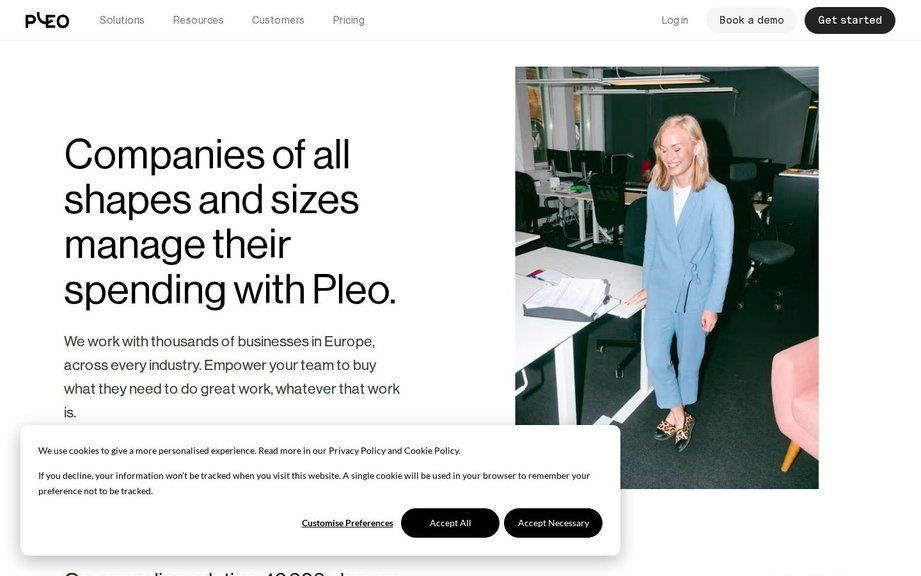 PLEO
Solutions
Resources
Customers
Pricing
Log in
Book a demo
Get started
Companies of all
shapes and sizes
manage their
spending with Pleo.
We work with thousands of businesses in Europe,
across every industry. Empower your team to buy
what they need to do great work, whatever that work
is.
We use cookies to give a more personalised experience. Read more in our Privacy Policy and Cookie Policy.
If you decline, your information won't be tracked when you visit this website. A single cookie will be used in your browser to remember your
preference not to be tracked.
Customise Preferences
Accept All
Accept Necessary